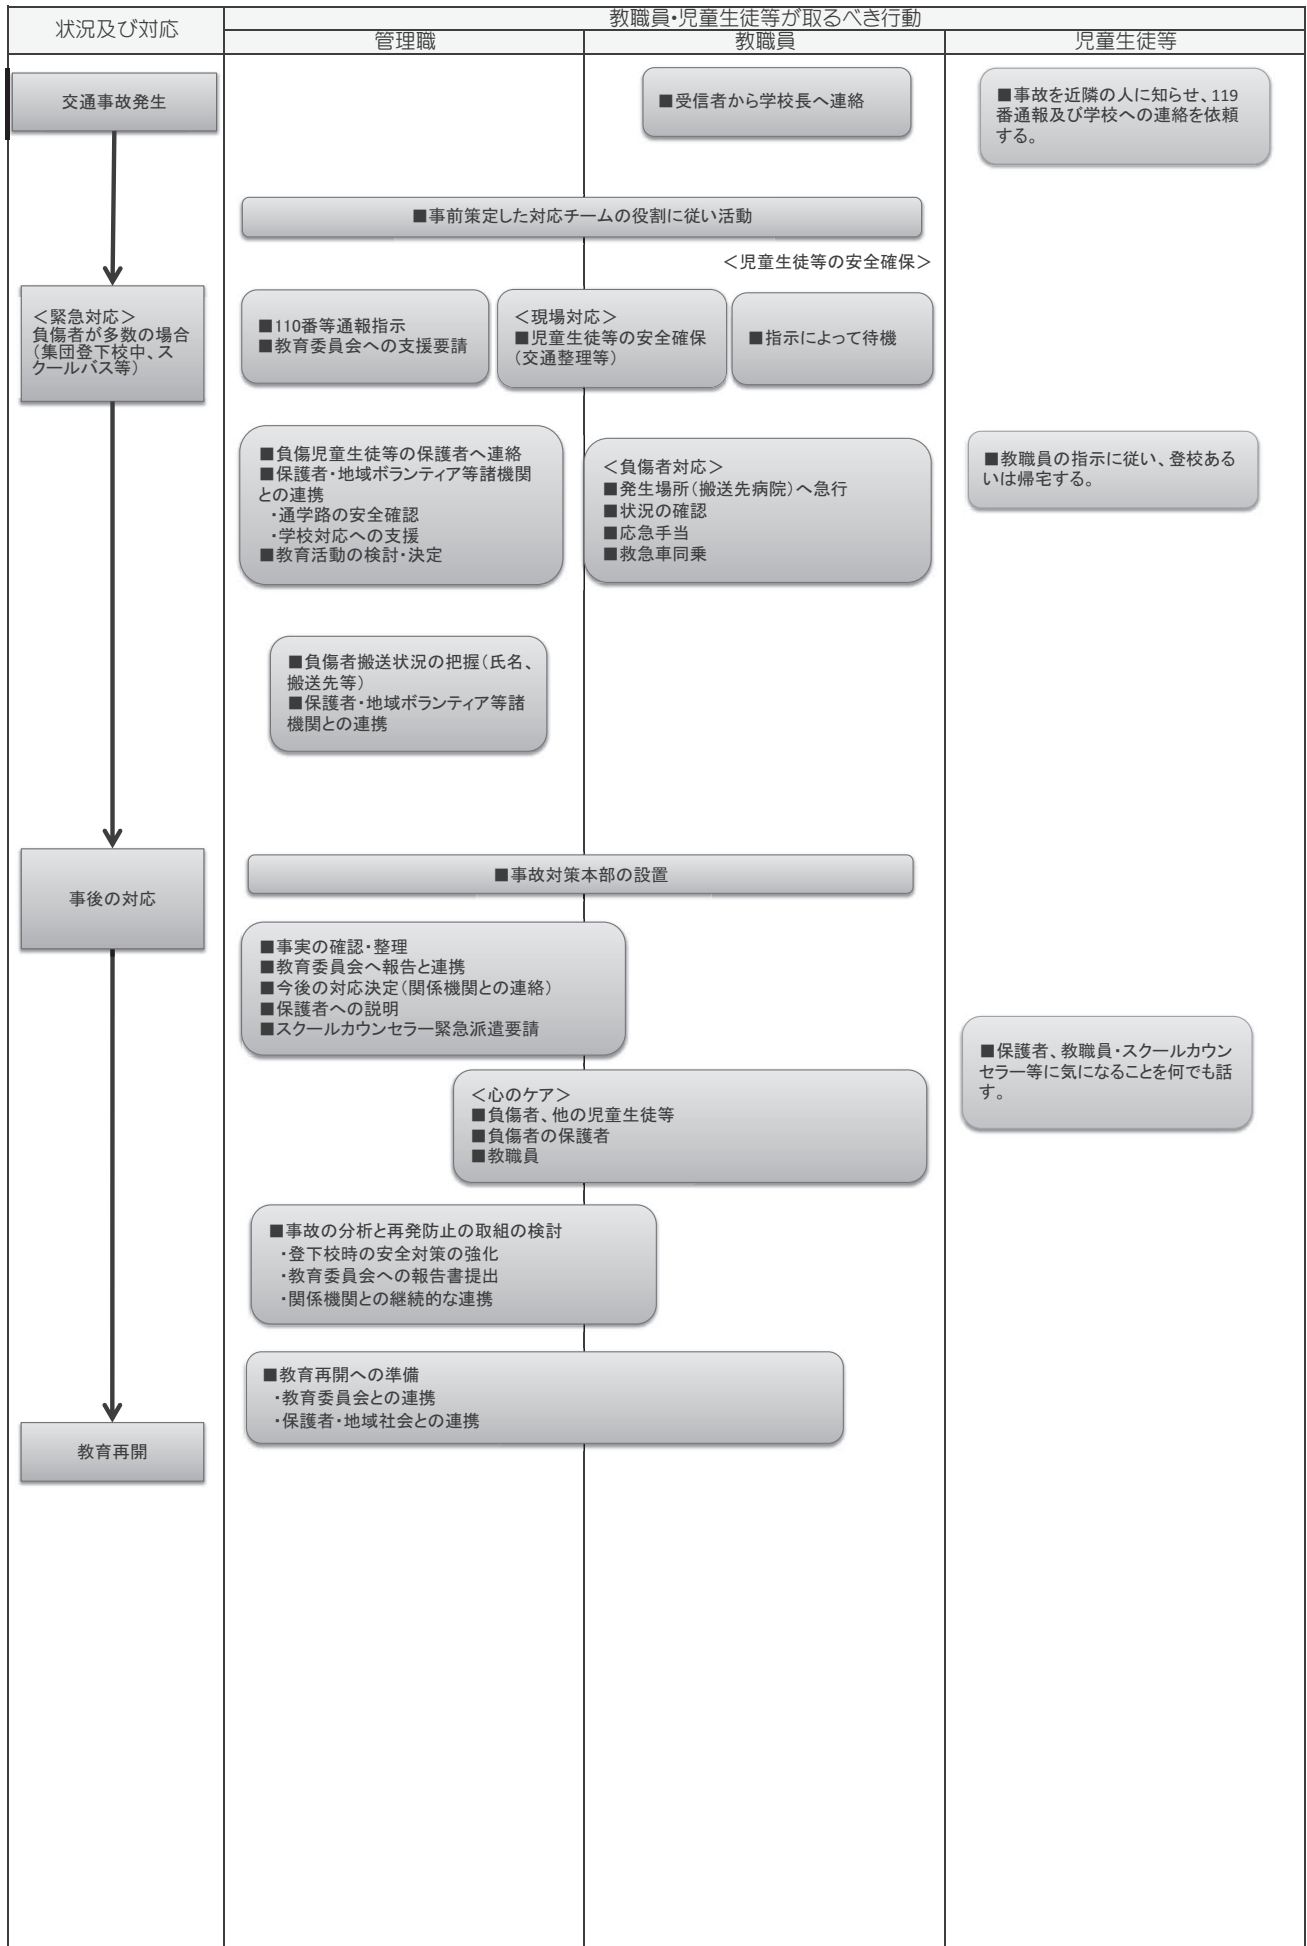 状況及び対応
教職員・児童生徒等が取るべき行動
管理職
教職員
児童生徒等
交通事故発生
■受信者から学校長へ連絡
■事故を近隣の人に知らせ、119
番通報及び学校への連絡を依頼
する。
■事前策定した対応チームの役割に従い活動
＜児童生徒等の安全確保＞
＜緊急対応＞
負傷者が多数の場合
（集団登下校中、ス
クールバス等）
■110番等通報指示
■教育委員会への支援要請
＜現場対応＞
■児童生徒等の安全確保
（交通整理等）
■指示によって待機
■負傷児童生徒等の保護者へ連絡
■保護者・地域ボランティア等諸機関
との連携
・通学路の安全確認
・学校対応への支援
■教育活動の検討・決定
＜負傷者対応＞
■発生場所（搬送先病院）へ急行
■状況の確認
■応急手当
■救急車同乗
■教職員の指示に従い、登校ある
いは帰宅する。
■負傷者搬送状況の把握（氏名、
搬送先等）
■保護者・地域ボランティア等諸
機関との連携
事後の対応
■事故対策本部の設置
■事実の確認・整理
■教育委員会へ報告と連携
■今後の対応決定（関係機関との連絡）
■保護者への説明
■スクールカウンセラー緊急派遣要請
■保護者、教職員・スクールカウン
セラー等に気になることを何でも話
す。
＜心のケア＞
■負傷者、他の児童生徒等
■負傷者の保護者
■教職員
■事故の分析と再発防止の取組の検討
・登下校時の安全対策の強化
・教育委員会への報告書提出
・関係機関との継続的な連携
■教育再開への準備
・教育委員会との連携
・保護者・地域社会との連携
教育再開